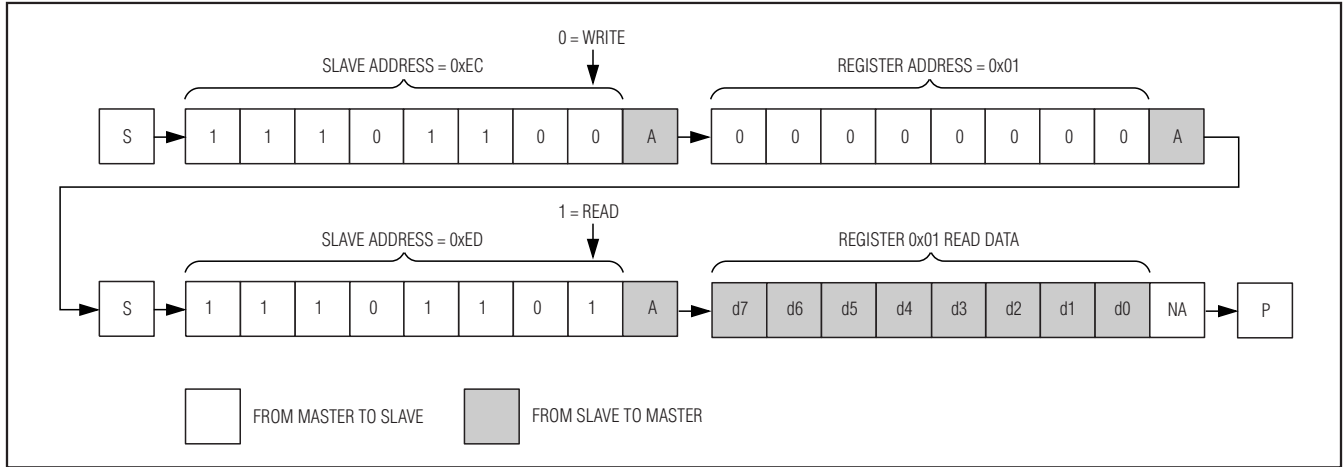 0 = WRITE
SLAVE ADDRESS = 0xEC REGISTER ADDRESS = 0x01
S 1 1 1 0 1 1 0 0 A 0 0 0 0 0 0 0 0 A
1 = READ
SLAVE ADDRESS = 0xED REGISTER 0x01 READ DATA
S 1 1 1 0 1 1 0 1 A d7 d6 d5 d4 d3 d2 d1 d0 NA P
FROM MASTER TO SLAVE FROM SLAVE TO MASTER